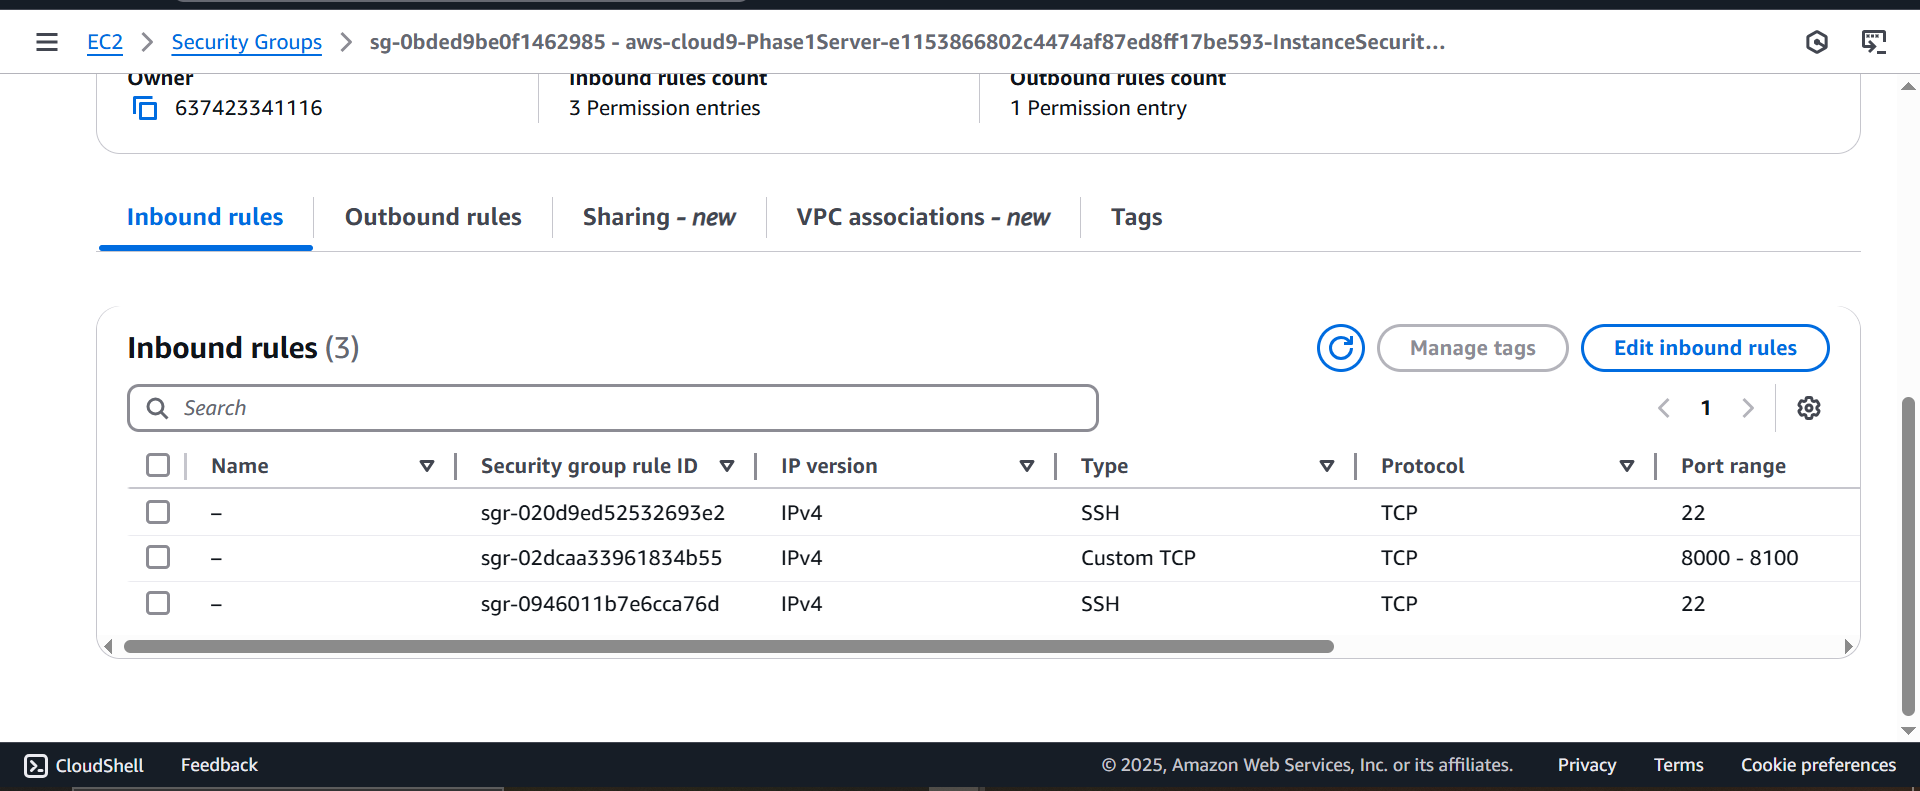 EC2 > Security Groups > sg-0bded9be0f1462985 - aws-cloud9-Phase1Server-e1153866802c4474af87ed8ff17be593-InstanceSecurit...
Owner Inbound rules count Outbound rules count
637423341116 3 Permission entries 1 Permission entry
Inbound rules Outbound rules Sharing - new VPC associations - new Tags
Inbound rules (3) Manage tags Edit inbound rules
Search 1
Name Security group rule ID IP version Type Protocol Port range
– sgr-020d9ed52532693e2 IPv4 SSH TCP 22
– sgr-02dcaa33961834b55 IPv4 Custom TCP TCP 8000 - 8100
– sgr-0946011b7e6cca76d IPv4 SSH TCP 22
CloudShell Feedback © 2025, Amazon Web Services, Inc. or its affiliates. Privacy Terms Cookie preferences